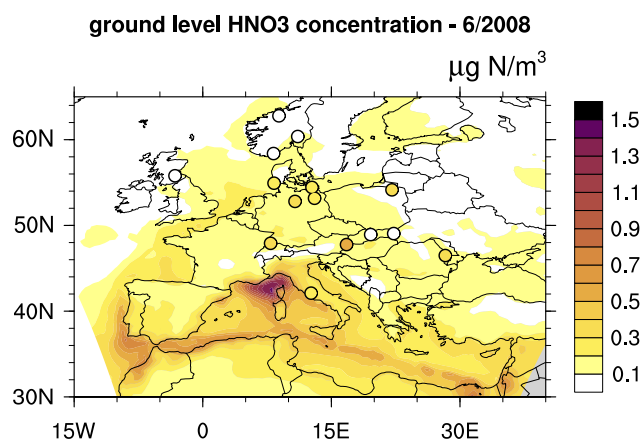 ground level HNO3 concentration - 6/2008
μg N/m³
60N
50N
40N
30N
15W 0 15E 30E
1.5
1.3
1.1
0.9
0.7
0.5
0.3
0.1